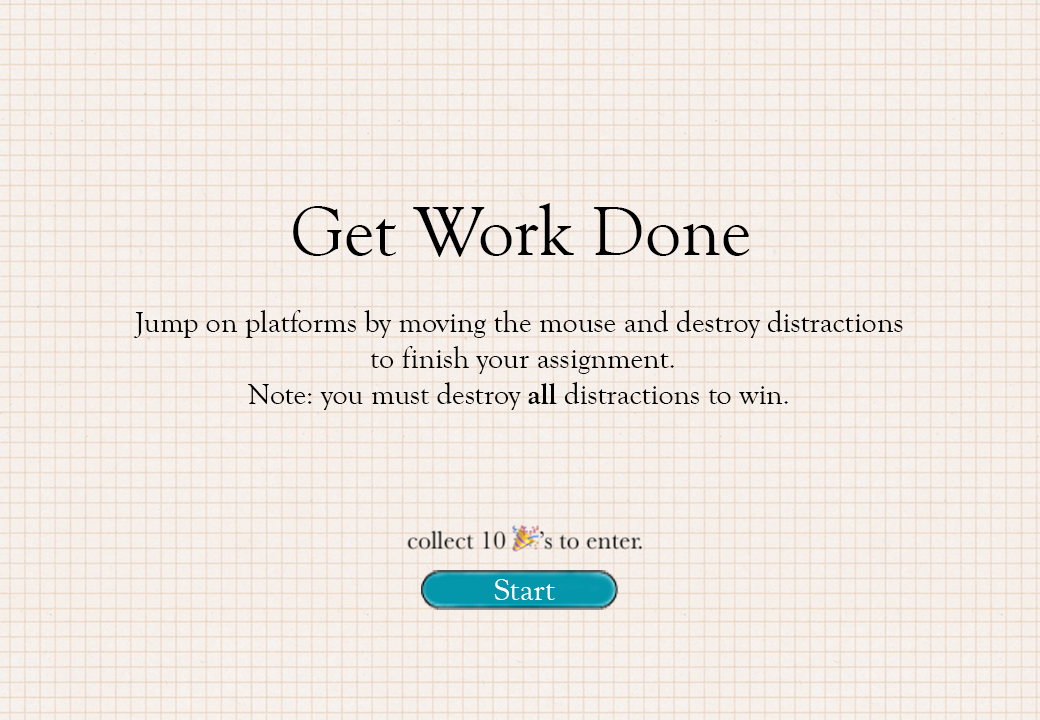 Get Work Done
Jump on platforms by moving the mouse and destroy distractions
to finish your assignment.
Note: you must destroy all distractions to win.
collect 10 🎉's to enter.
Start